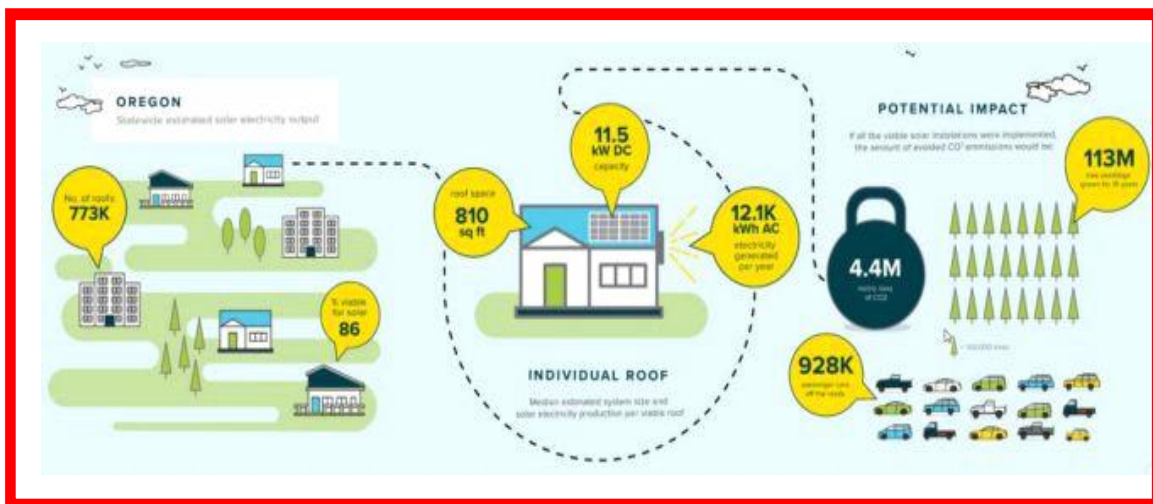 OREGON
Statewide estimated solar electricity output
No. of roofs
773K
% viable
for solar
86
roof space
810
sq ft
11.5
kW DC
capacity
12.1K
kWh AC
electricity
generated
per year
INDIVIDUAL ROOF
Median estimated system size and
solar electricity production per viable roof
POTENTIAL IMPACT
If all the viable solar installations were implemented,
the amount of avoided CO² emmissions would be:
4.4M
metric tons
of CO2
113M
tree seedlings
grown for 10 years
928K
passenger cars
off the roads
trees